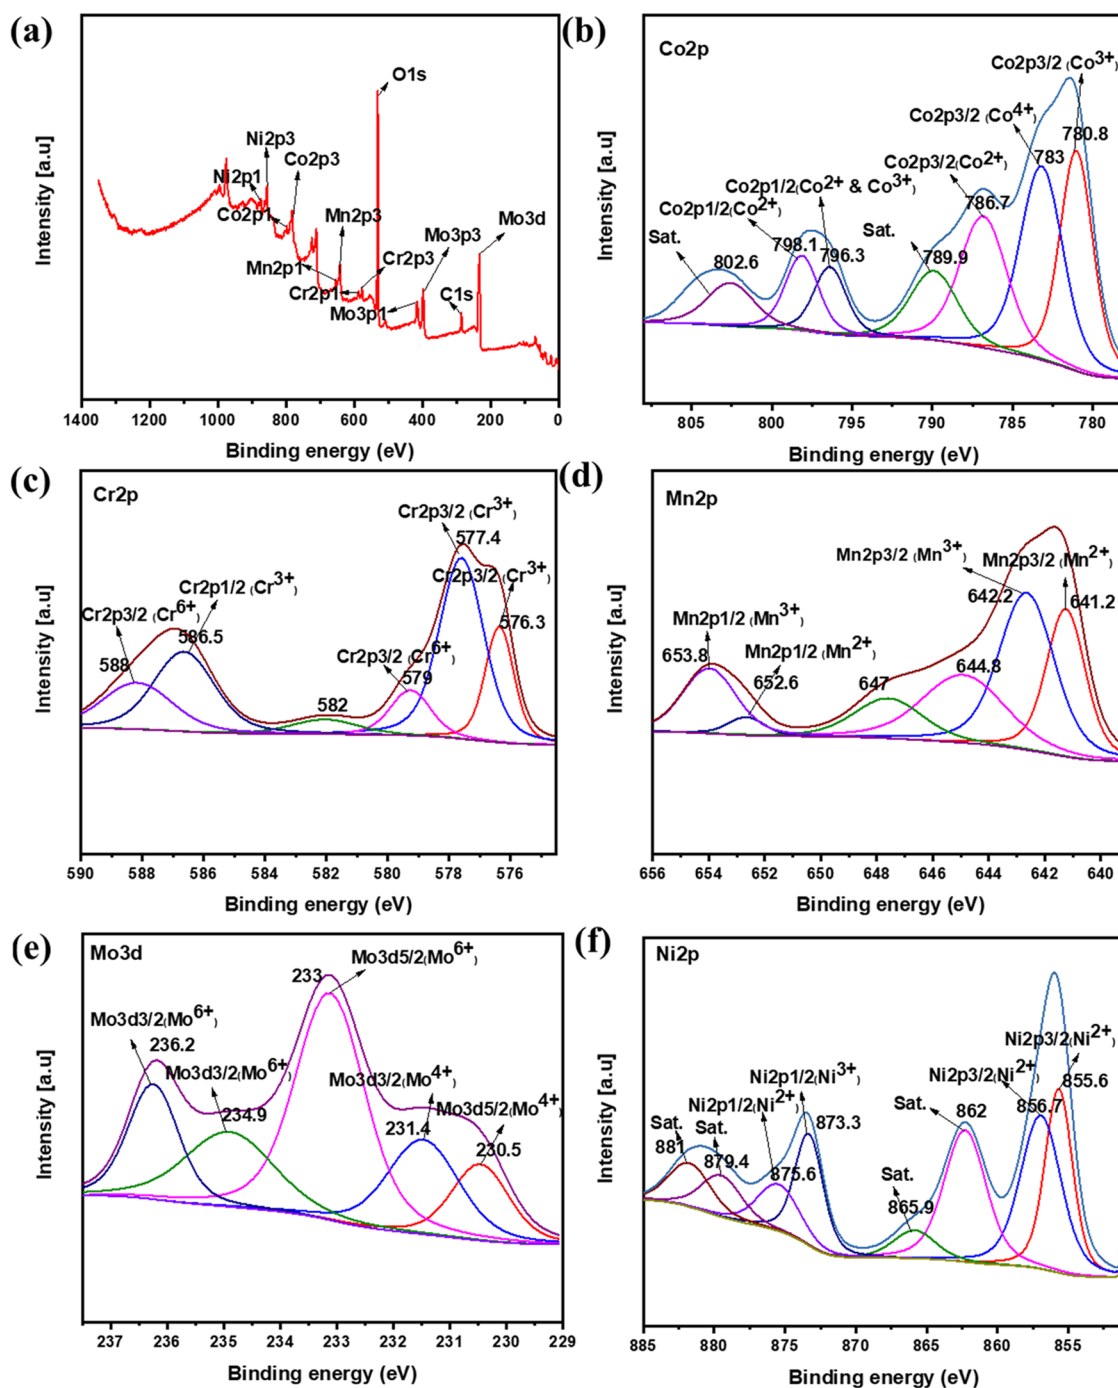 (a)
O1s
Ni2p3
Ni2p1
Co2p3
Co2p1
Mn2p3
Mo3d
Mo3p3
Cr2p3
Mn2p1
Cr2p1
C1s
Mo3p1
Intensity [a.u]
1400 1200 1000 800 600 400 200 0
Binding energy (eV)
(b)
Co2p
Co2p3/2 (Co3+)
Co2p3/2 (Co4+)
780.8
783
Co2p3/2(Co2+)
786.7
Co2p1/2(Co2+ & Co3+)
Co2p1/2(Co2+)
Sat.
Sat.
798.1
796.3
802.6
789.9
Intensity [a.u]
805 800 795 790 785 780
Binding energy (eV)
(c)
Cr2p
Cr2p3/2 (Cr3+)
577.4
Cr2p3/2 (Cr3+)
576.3
Cr2p1/2 (Cr3+)
Cr2p3/2 (Cr6+)
586.5
588
Cr2p3/2 (Cr6+)
579
582
Intensity [a.u]
590 588 586 584 582 580 578 576
Binding energy (eV)
(d)
Mn2p
Mn2p3/2 (Mn3+)
Mn2p3/2 (Mn2+)
642.2
641.2
Mn2p1/2 (Mn3+)
653.8
Mn2p1/2 (Mn2+)
652.6
644.8
647
Intensity [a.u]
656 654 652 650 648 646 644 642 640
Binding energy (eV)
(e)
Mo3d
233
Mo3d5/2(Mo6+)
Mo3d3/2(Mo6+)
236.2
Mo3d3/2(Mo6+)
234.9
Mo3d3/2(Mo4+)
231.4
Mo3d5/2(Mo4+)
230.5
Intensity [a.u]
237 236 235 234 233 232 231 230 229
Binding energy (eV)
(f)
Ni2p
Ni2p3/2(Ni2+)
855.6
Ni2p3/2(Ni2+)
856.7
Sat.
862
Ni2p1/2(Ni3+)
873.3
Ni2p1/2(Ni2+)
875.6
Sat.
879.4
Sat.
881
Sat.
865.9
Intensity [a.u]
885 880 875 870 865 860 855
Binding energy (eV)